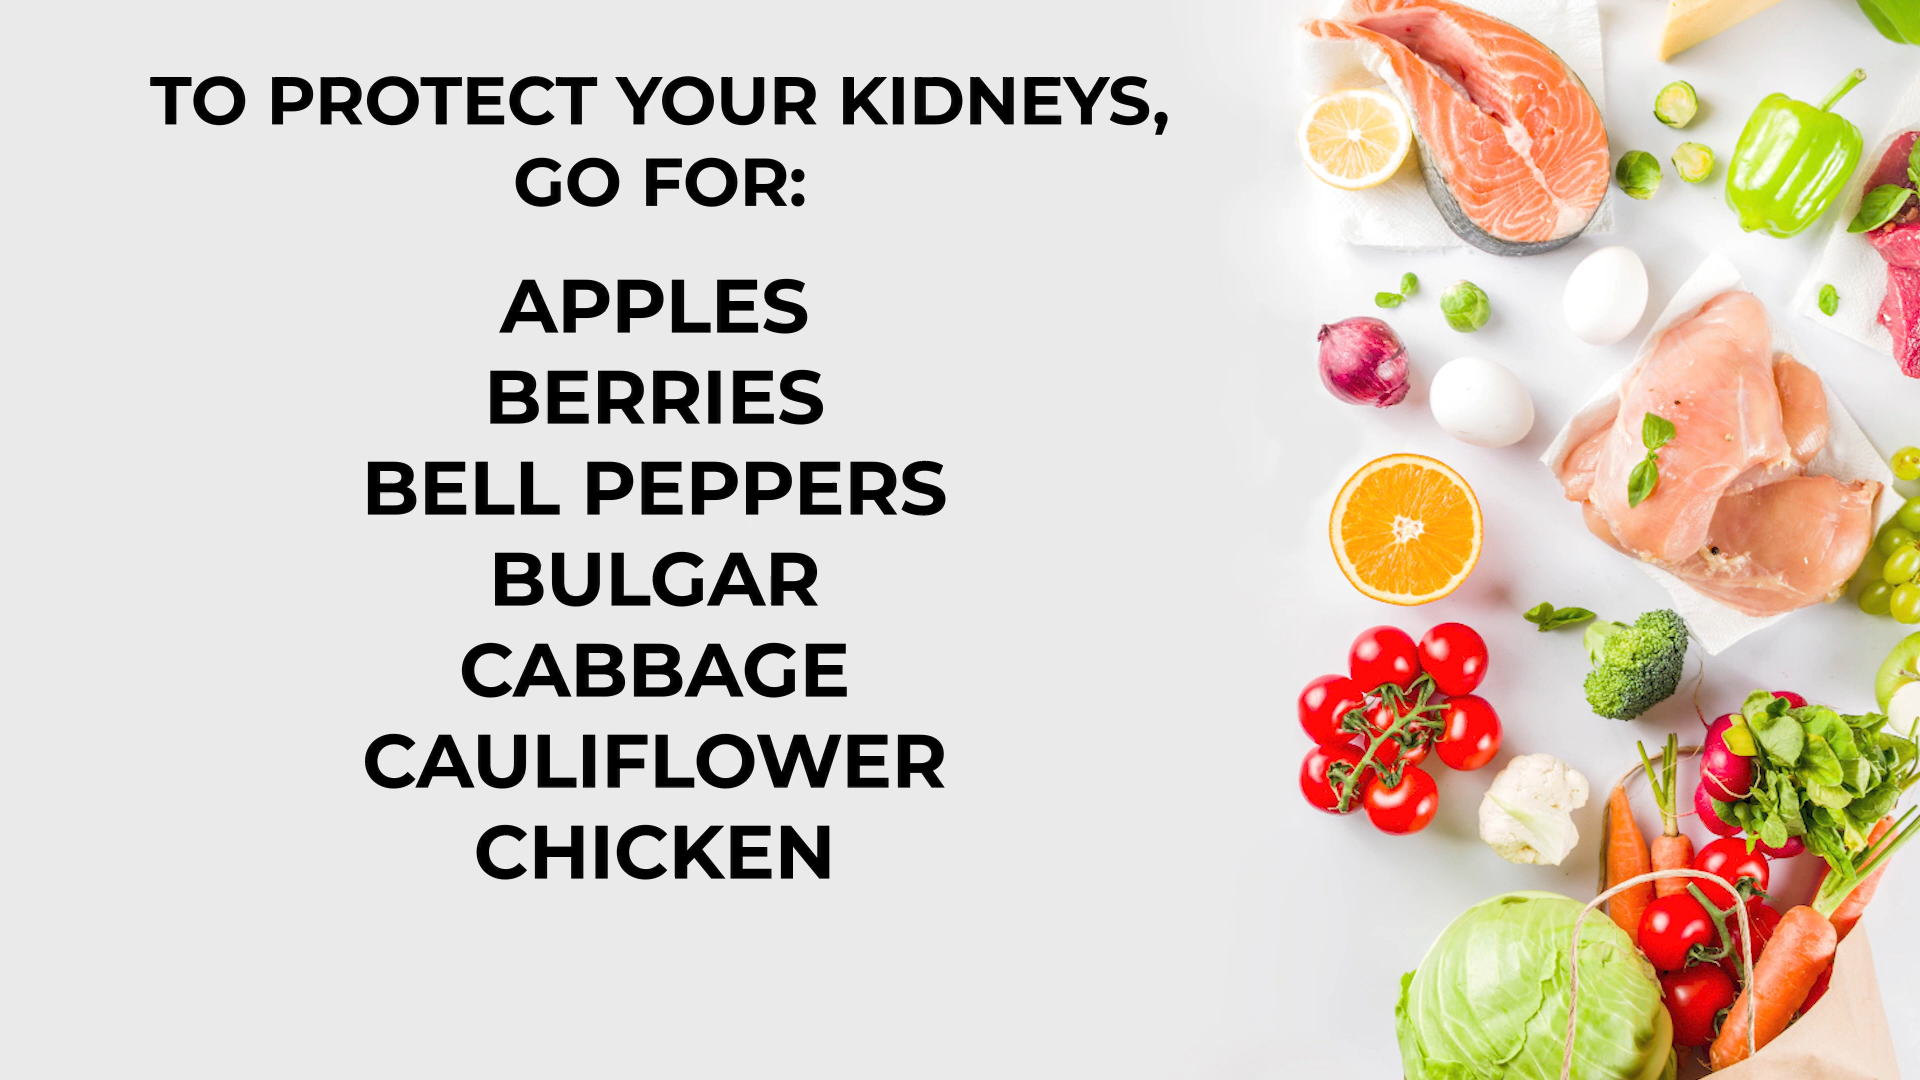 TO PROTECT YOUR KIDNEYS,
GO FOR:
APPLES
BERRIES
BELL PEPPERS
BULGAR
CABBAGE
CAULIFLOWER
CHICKEN